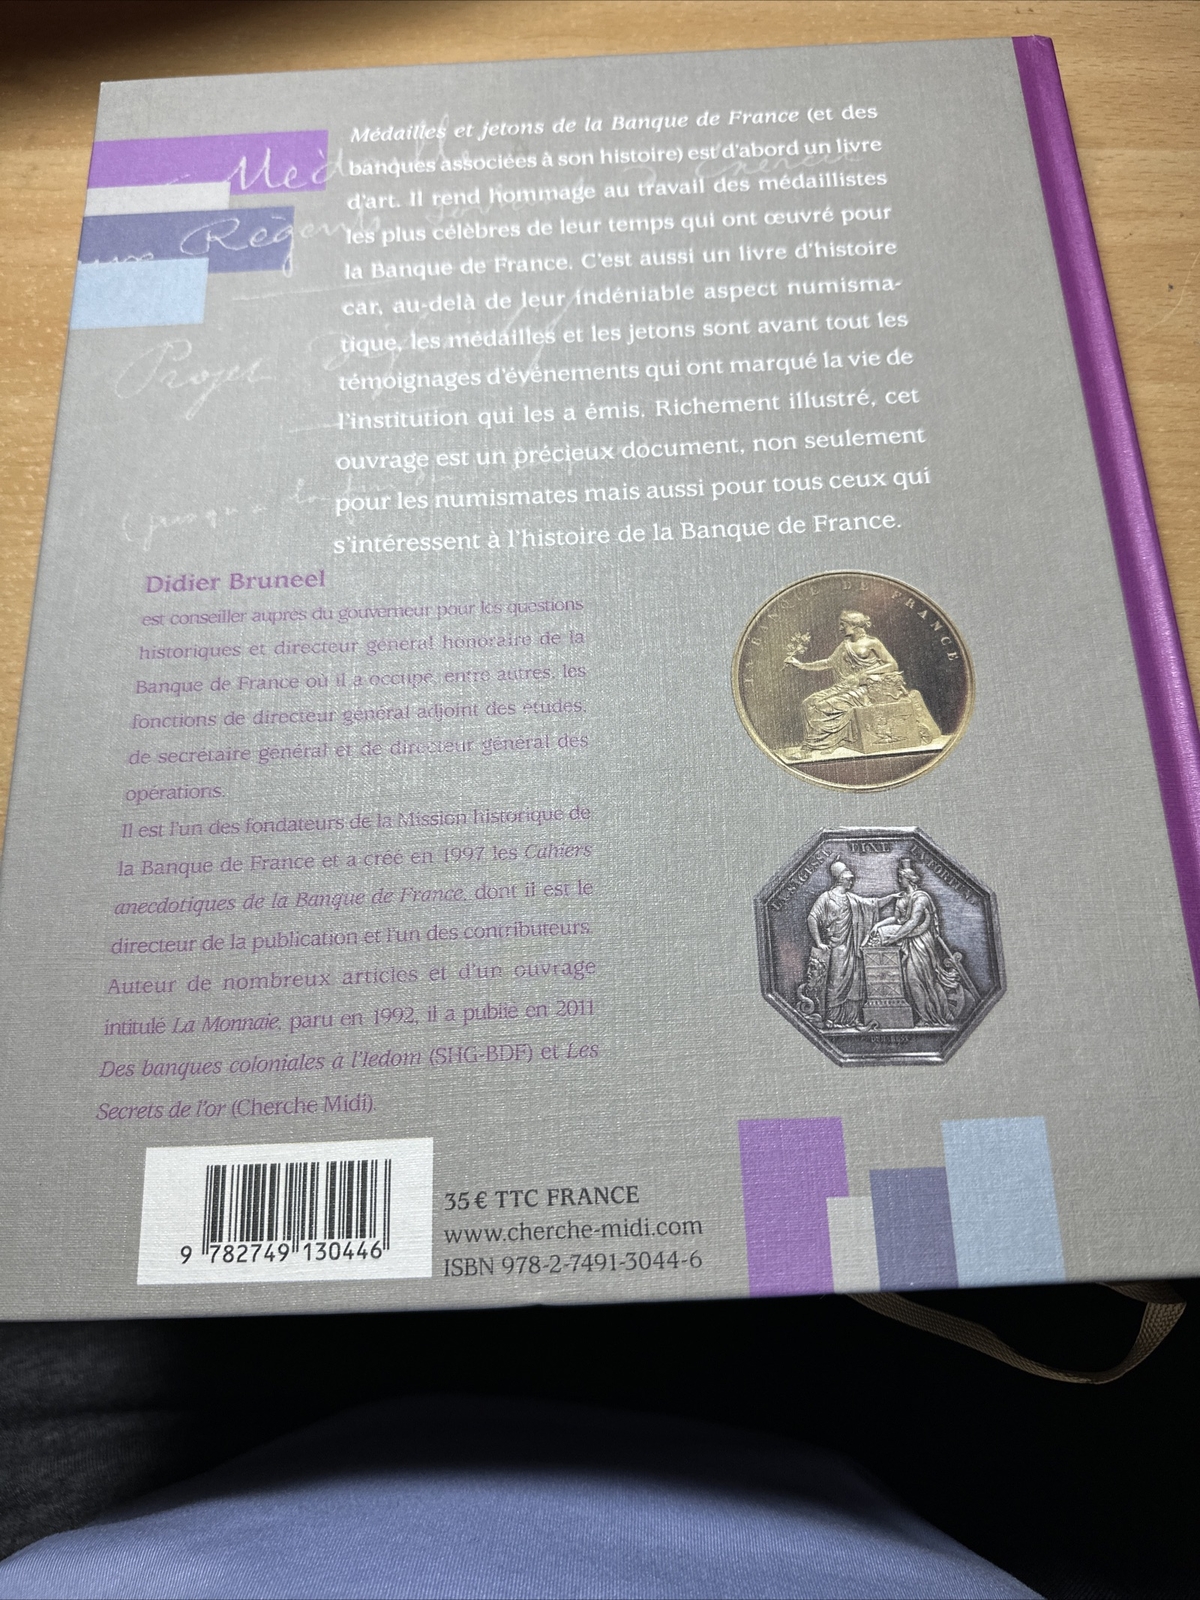 Médailles et jetons de la Banque de France (et des
banques associées à son histoire) est d'abord un livre
d'art. Il rend hommage au travail des médaillistes
les plus célèbres de leur temps qui ont œuvré pour
la Banque de France. C'est aussi un livre d'histoire
car, au-delà de leur indéniable aspect numisma-
tique, les médailles et les jetons sont avant tout les
témoignages d'événements qui ont marqué la vie de
l'institution qui les a émis. Richement illustré, cet
ouvrage est un précieux document, non seulement
pour les numismates mais aussi pour tous ceux qui
s'intéressent à l'histoire de la Banque de France.
Méd
Règ
Projet
Didier Bruneel
est conseiller auprès du gouverneur pour les questions
historiques et directeur général honoraire de la
Banque de France où il a occupé, entre autres, les
fonctions de directeur général adjoint des études,
de secrétaire général et de directeur général des
opérations.
Il est l'un des fondateurs de la Mission historique de
la Banque de France et a créé en 1997 les Cahiers
anecdotiques de la Banque de France, dont il est le
directeur de la publication et l'un des contributeurs.
Auteur de nombreux articles et d'un ouvrage
intitulé La Monnaie, paru en 1992, il a publié en 2011
Des banques coloniales à l'Iedom (SHG-BDF) et Les
Secrets de l'or (Cherche Midi).
BANQUE DE FRANCE
LA SAGESSE FIXE LA FORTUNE
9 782749 130446
35 € TTC FRANCE
www.cherche-midi.com
ISBN 978-2-7491-3044-6